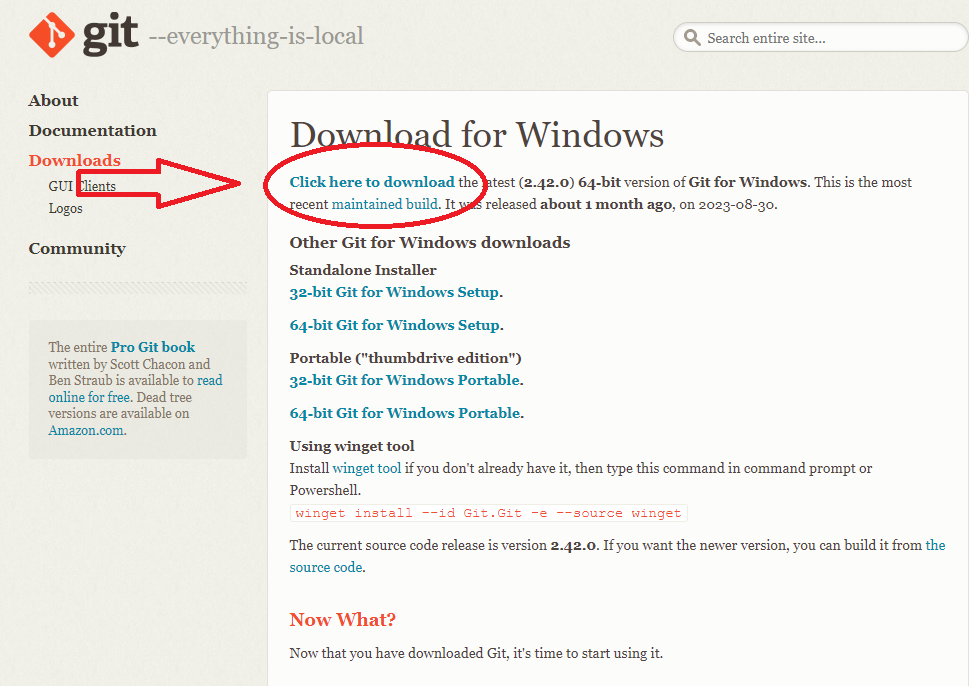 git --everything-is-local
Search entire site...
About
Documentation
Downloads
GUI Clients
Logos
Community
The entire Pro Git book
written by Scott Chacon and
Ben Straub is available to read
online for free. Dead tree
versions are available on
Amazon.com.
Download for Windows
Click here to download the latest (2.42.0) 64-bit version of Git for Windows. This is the most
recent maintained build. It was released about 1 month ago, on 2023-08-30.
Other Git for Windows downloads
Standalone Installer
32-bit Git for Windows Setup.
64-bit Git for Windows Setup.
Portable ("thumbdrive edition")
32-bit Git for Windows Portable.
64-bit Git for Windows Portable.
Using winget tool
Install winget tool if you don't already have it, then type this command in command prompt or
Powershell.
winget install --id Git.Git -e --source winget
The current source code release is version 2.42.0. If you want the newer version, you can build it from the
source code.
Now What?
Now that you have downloaded Git, it's time to start using it.